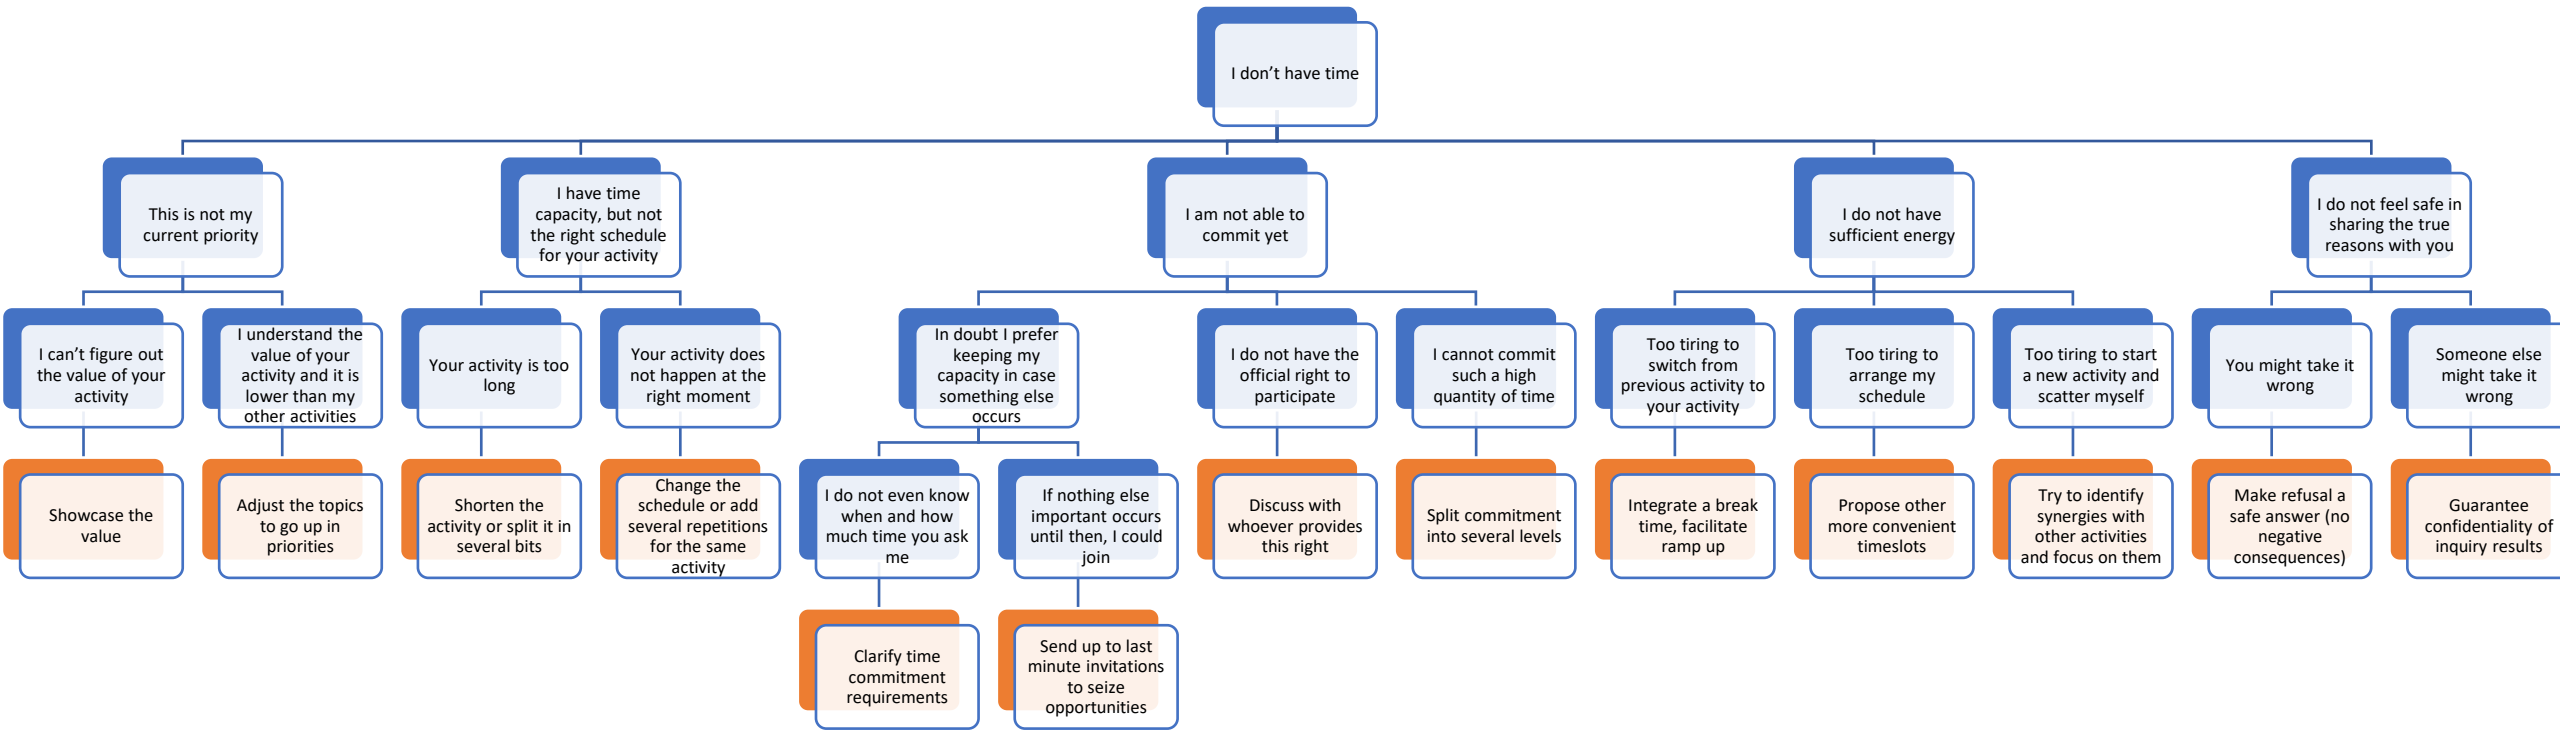 I don’t have time
This is not my
current priority
I have time
capacity, but not
the right schedule
for your activity
I am not able to
commit yet
I do not have
sufficient energy
I do not feel safe in
sharing the true
reasons with you
I can’t figure out
the value of your
activity
I understand the
value of your
activity and it is
lower than my
other activities
Your activity is too
long
Your activity does
not happen at the
right moment
In doubt I prefer
keeping my
capacity in case
something else
occurs
I do not have the
official right to
participate
I cannot commit
such a high
quantity of time
Too tiring to
switch from
previous activity to
your activity
Too tiring to
arrange my
schedule
Too tiring to start
a new activity and
scatter myself
You might take it
wrong
Someone else
might take it
wrong
Showcase the
value
Adjust the topics
to go up in
priorities
Shorten the
activity or split it in
several bits
Change the
schedule or add
several repetitions
for the same
activity
I do not even know
when and how
much time you ask
me
If nothing else
important occurs
until then, I could
join
Discuss with
whoever provides
this right
Split commitment
into several levels
Integrate a break
time, facilitate
ramp up
Propose other
more convenient
timeslots
Try to identify
synergies with
other activities
and focus on them
Make refusal a
safe answer (no
negative
consequences)
Guarantee
confidentiality of
inquiry results
Clarify time
commitment
requirements
Send up to last
minute invitations
to seize
opportunities